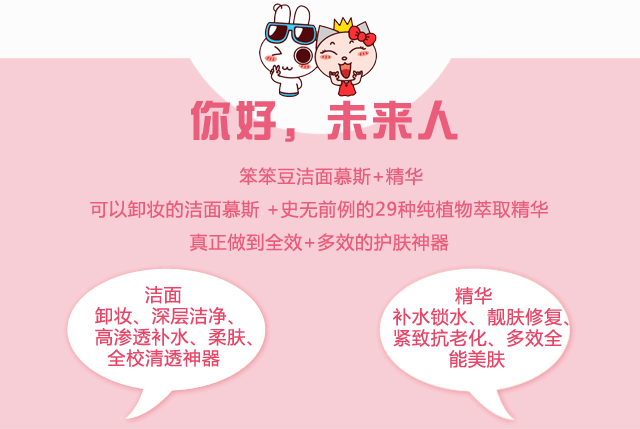 你好，未来人
笨笨豆洁面慕斯+精华
可以卸妆的洁面慕斯 +史无前例的29种纯植物萃取精华
真正做到全效+多效的护肤神器
洁面
卸妆、深层洁净、
高渗透补水、柔肤、
全校清透神器
精华
补水锁水、靓肤修复、
紧致抗老化、多效全
能美肤